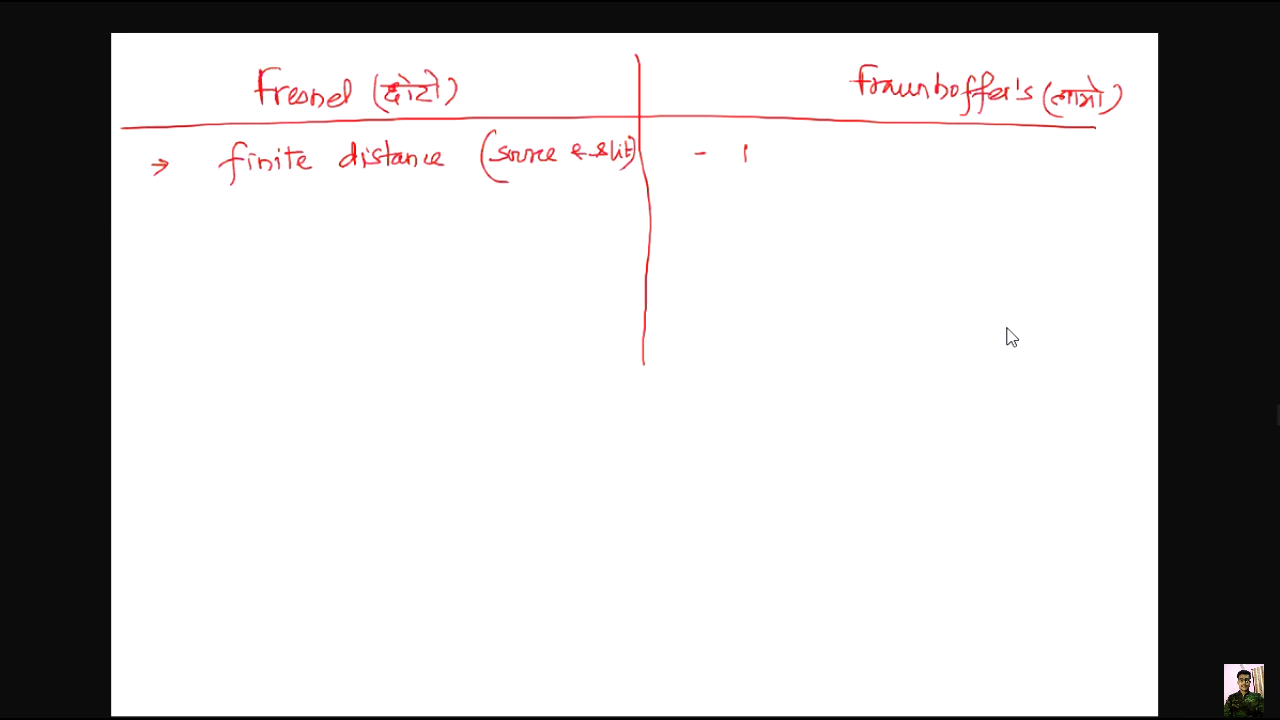 Fresnel (छोटो) Fraunhoffer's (लामो)
→ finite distance (source & slit) - I